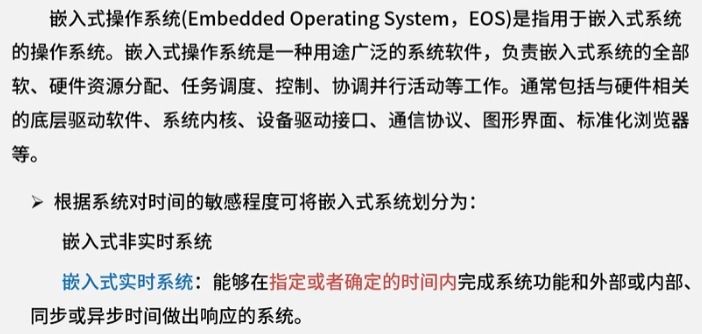 嵌入式操作系统(Embedded Operating System，EOS)是指用于嵌入式系统
的操作系统。嵌入式操作系统是一种用途广泛的系统软件，负责嵌入式系统的全部
软、硬件资源分配、任务调度、控制、协调并行活动等工作。通常包括与硬件相关
的底层驱动软件、系统内核、设备驱动接口、通信协议、图形界面、标准化浏览器
等。
➢ 根据系统对时间的敏感程度可将嵌入式系统划分为：
嵌入式非实时系统
嵌入式实时系统：能够在指定或者确定的时间内完成系统功能和外部或内部、
同步或异步时间做出响应的系统。